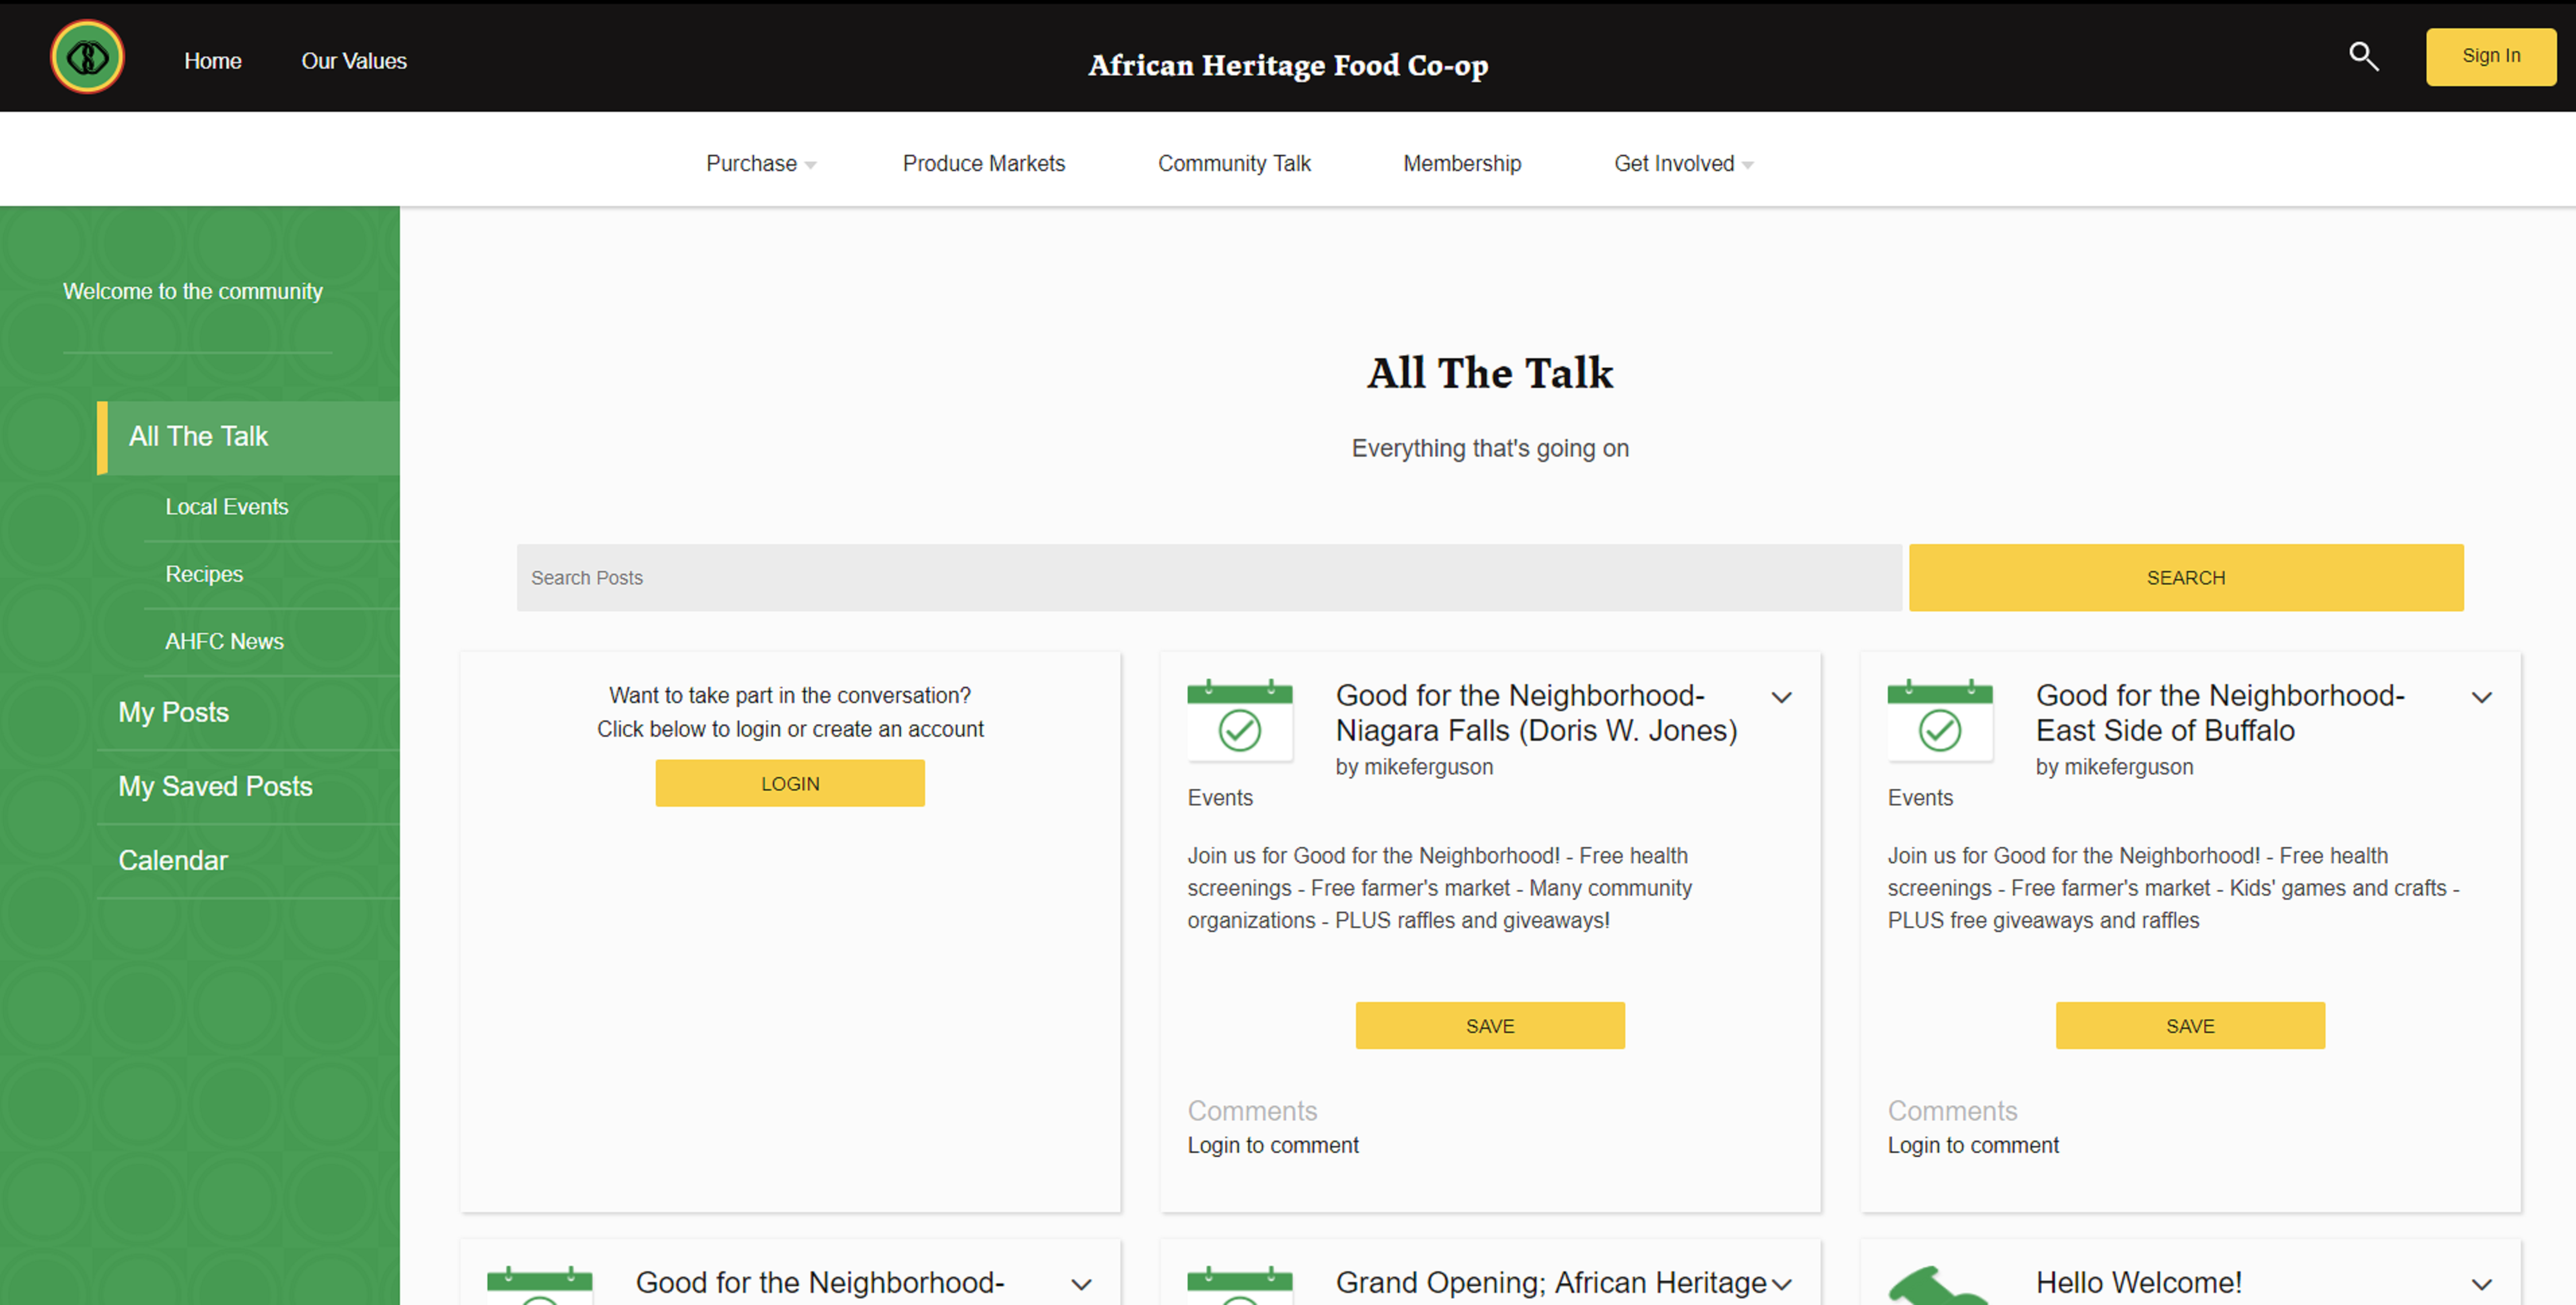 Home
Our Values
African Heritage Food Co-op
Sign In
Purchase
Produce Markets
Community Talk
Membership
Get Involved
Welcome to the community
All The Talk
Local Events
Recipes
AHFC News
My Posts
My Saved Posts
Calendar
All The Talk
Everything that's going on
Search Posts
SEARCH
Want to take part in the conversation?
Click below to login or create an account
LOGIN
Good for the Neighborhood-
Niagara Falls (Doris W. Jones)
by mikeferguson
Events
Join us for Good for the Neighborhood! - Free health
screenings - Free farmer's market - Many community
organizations - PLUS raffles and giveaways!
SAVE
Comments
Login to comment
Good for the Neighborhood-
East Side of Buffalo
by mikeferguson
Events
Join us for Good for the Neighborhood! - Free health
screenings - Free farmer's market - Kids' games and crafts -
PLUS free giveaways and raffles
SAVE
Comments
Login to comment
Good for the Neighborhood-
Grand Opening; African Heritage
Hello Welcome!